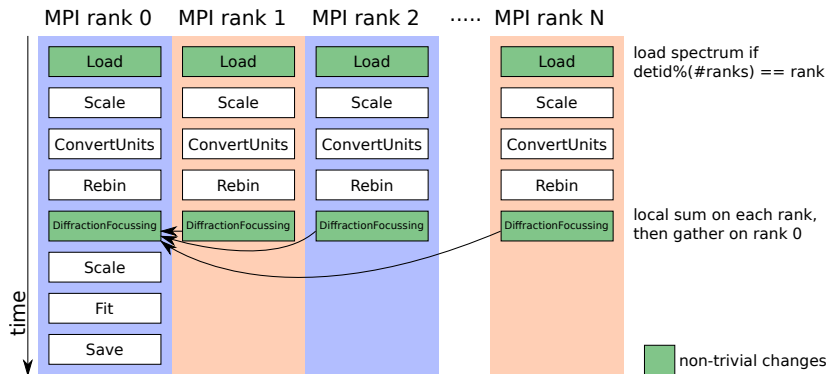 MPI rank 0 MPI rank 1 MPI rank 2 ..... MPI rank N
Load Load Load Load load spectrum if
detid%(#ranks) == rank
Scale Scale Scale Scale
ConvertUnits ConvertUnits ConvertUnits ConvertUnits
Rebin Rebin Rebin Rebin
DiffractionFocussing DiffractionFocussing DiffractionFocussing DiffractionFocussing local sum on each rank,
then gather on rank 0
Scale
Fit
Save
time
non-trivial changes